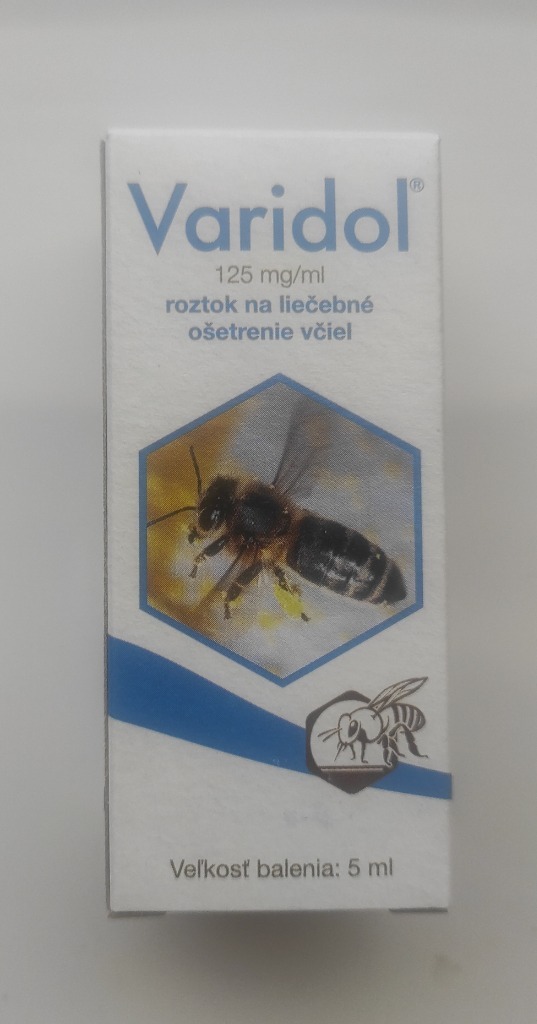 Varidol®
125 mg/ml
roztok na liečebné
ošetrenie včiel
Veľkosť balenia: 5 ml